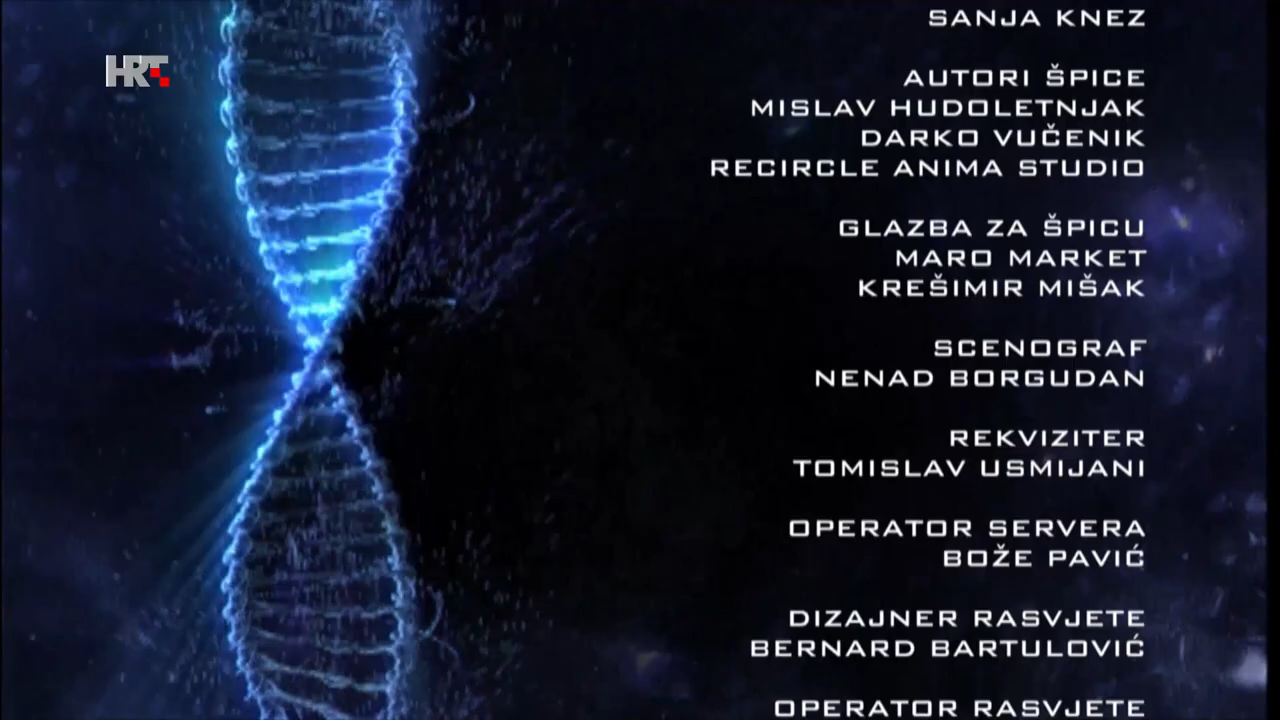 SANJA KNEZ
HRT
AUTORI ŠPICE
MISLAV HUDOLETNJAK
DARKO VUČENIK
RECIRCLE ANIMA STUDIO
GLAZBA ZA ŠPICU
MARO MARKET
KREŠIMIR MIŠAK
SCENOGRAF
NENAD BORGUDAN
REKVIZITER
TOMISLAV USMIJANI
OPERATOR SERVERA
BOŽE PAVIĆ
DIZAJNER RASVJETE
BERNARD BARTULOVIĆ
OPERATOR RASVJETE